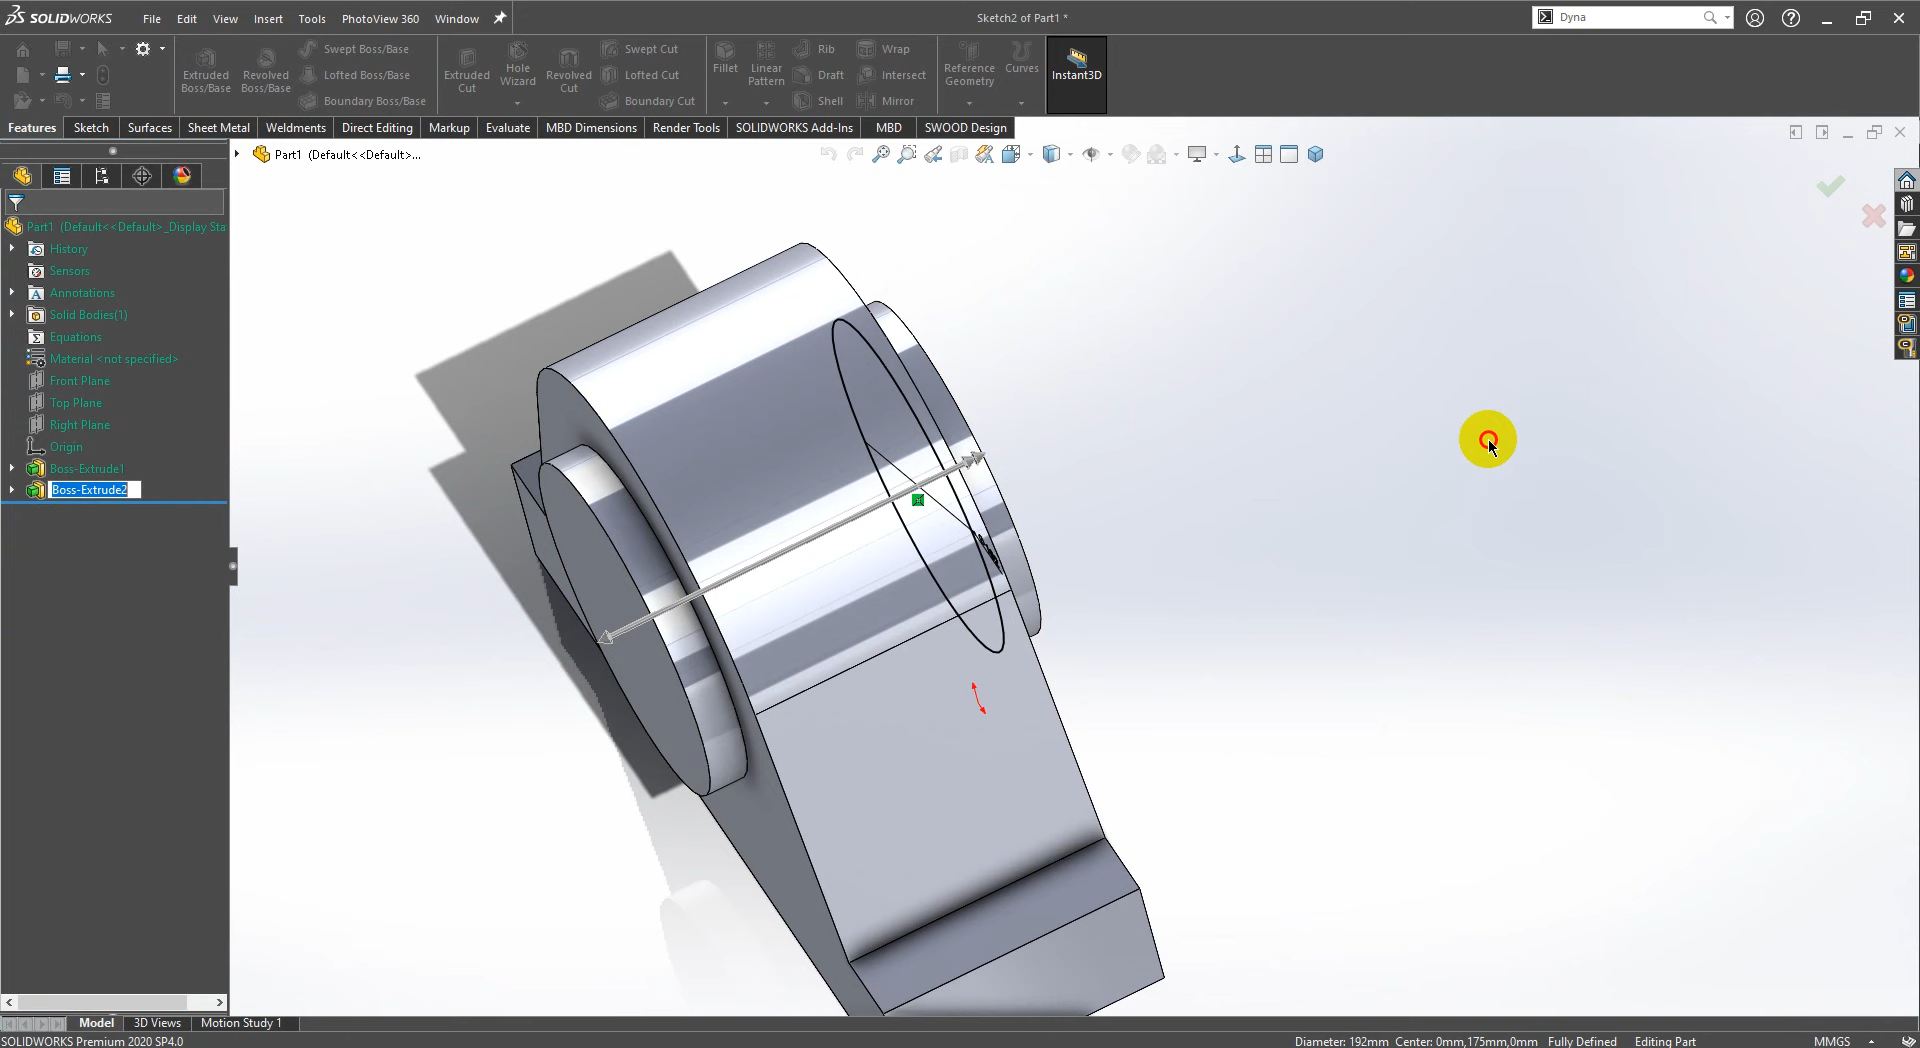 SOLIDWORKS
File Edit View Insert Tools PhotoView 360 Window
Sketch2 of Part1 *
Dyna
Extruded Boss/Base
Revolved Boss/Base
Swept Boss/Base
Lofted Boss/Base
Boundary Boss/Base
Extruded Cut
Hole Wizard
Revolved Cut
Swept Cut
Lofted Cut
Boundary Cut
Fillet
Linear Pattern
Rib
Draft
Shell
Wrap
Intersect
Mirror
Reference Geometry
Curves
Instant3D
Features Sketch Surfaces Sheet Metal Weldments Direct Editing Markup Evaluate MBD Dimensions Render Tools SOLIDWORKS Add-Ins MBD SWOOD Design
Part1 (Default<<Default>...
Part1 (Default<<Default>_Display Sta
History
Sensors
Annotations
Solid Bodies(1)
Equations
Material <not specified>
Front Plane
Top Plane
Right Plane
Origin
Boss-Extrude1
Boss-Extrude2
Model 3D Views Motion Study 1
SOLIDWORKS Premium 2020 SP4.0
Diameter: 192mm Center: 0mm,175mm,0mm Fully Defined Editing Part MMGS